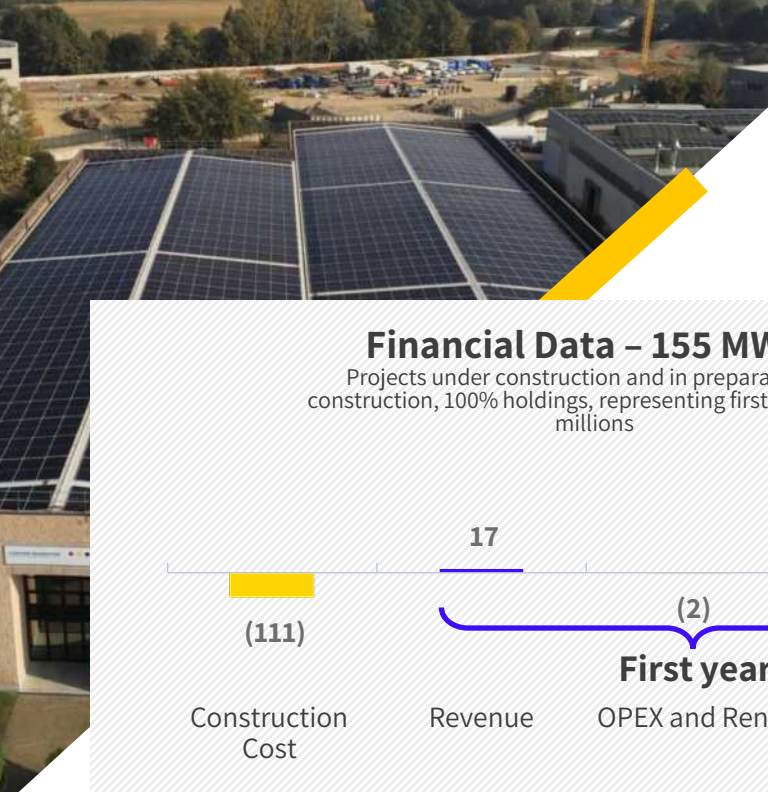 Financial Data – 155 MW
Projects under construction and in prepara
construction, 100% holdings, representing first
millions
17
(111)
(2)
First year
Construction
Cost
Revenue
OPEX and Ren